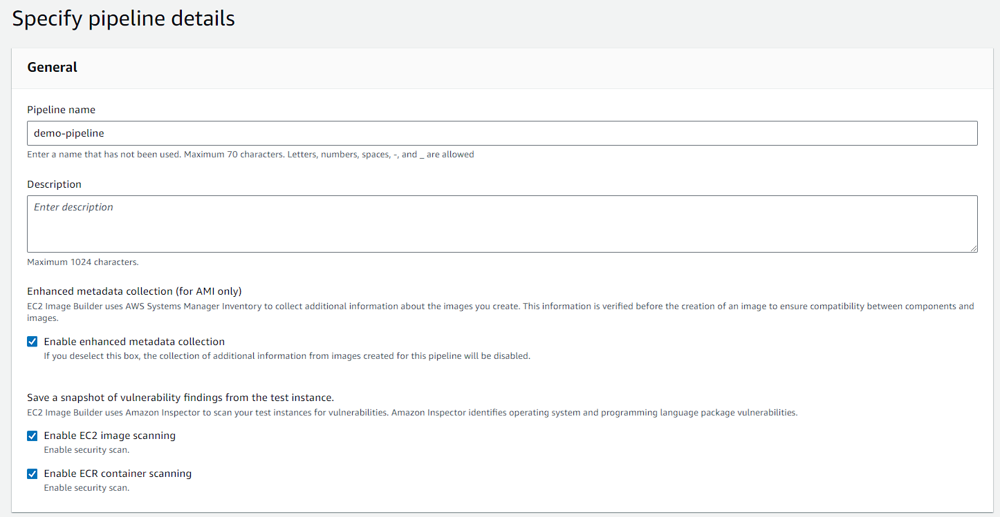 Specify pipeline details
General
Pipeline name
demo-pipeline
Enter a name that has not been used. Maximum 70 characters. Letters, numbers, spaces, -, and _ are allowed
Description
Enter description
Maximum 1024 characters.
Enhanced metadata collection (for AMI only)
EC2 Image Builder uses AWS Systems Manager Inventory to collect additional information about the images you create. This information is verified before the creation of an image to ensure compatibility between components and
images.
Enable enhanced metadata collection
If you deselect this box, the collection of additional information from images created for this pipeline will be disabled.
Save a snapshot of vulnerability findings from the test instance.
EC2 Image Builder uses Amazon Inspector to scan your test instances for vulnerabilities. Amazon Inspector identifies operating system and programming language package vulnerabilities.
Enable EC2 image scanning
Enable security scan.
Enable ECR container scanning
Enable security scan.